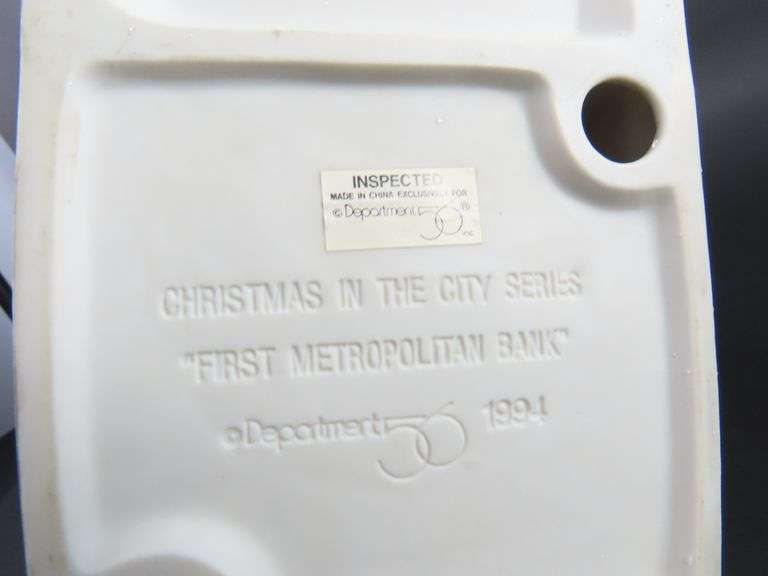 INSPECTED
MADE IN CHINA EXCLUSIVELY FOR
© Department 56 ®
INC.
CHRISTMAS IN THE CITY SERIES
"FIRST METROPOLITAN BANK"
© Department 56 1994